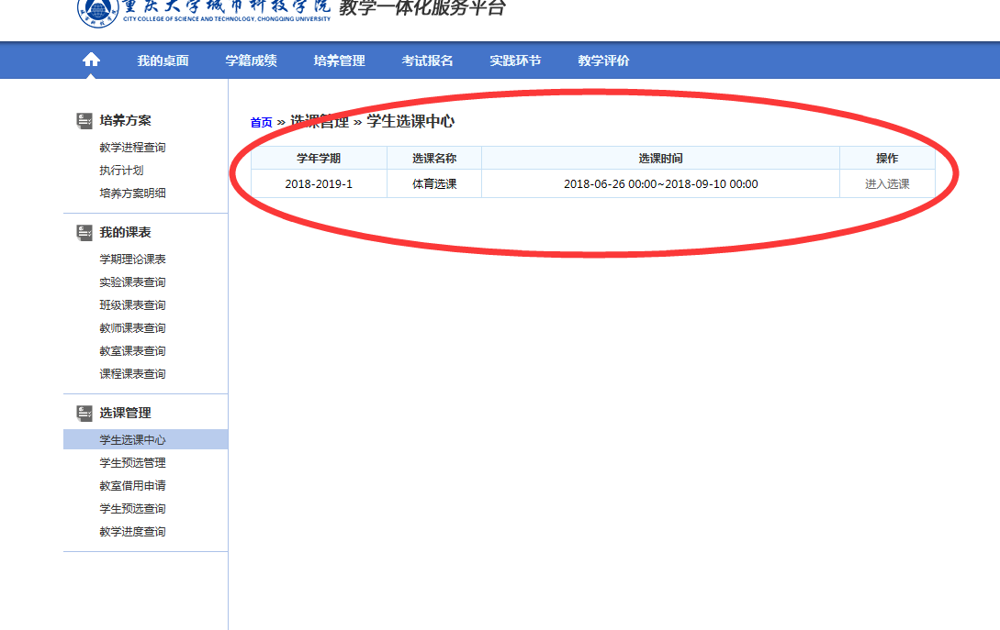 重庆大学城市科技学院 教学一体化服务平台
CITY COLLEGE OF SCIENCE AND TECHNOLOGY, CHONGQING UNIVERSITY
我的桌面 学籍成绩 培养管理 考试报名 实践环节 教学评价
首页 » 选课管理 » 学生选课中心
学年学期 选课名称 选课时间 操作
2018-2019-1 体育选课 2018-06-26 00:00~2018-09-10 00:00 进入选课
培养方案
教学进程查询
执行计划
培养方案明细
我的课表
学期理论课表
实验课表查询
班级课表查询
教师课表查询
教室课表查询
课程课表查询
选课管理
学生选课中心
学生预选管理
教室借用申请
学生预选查询
教学进度查询